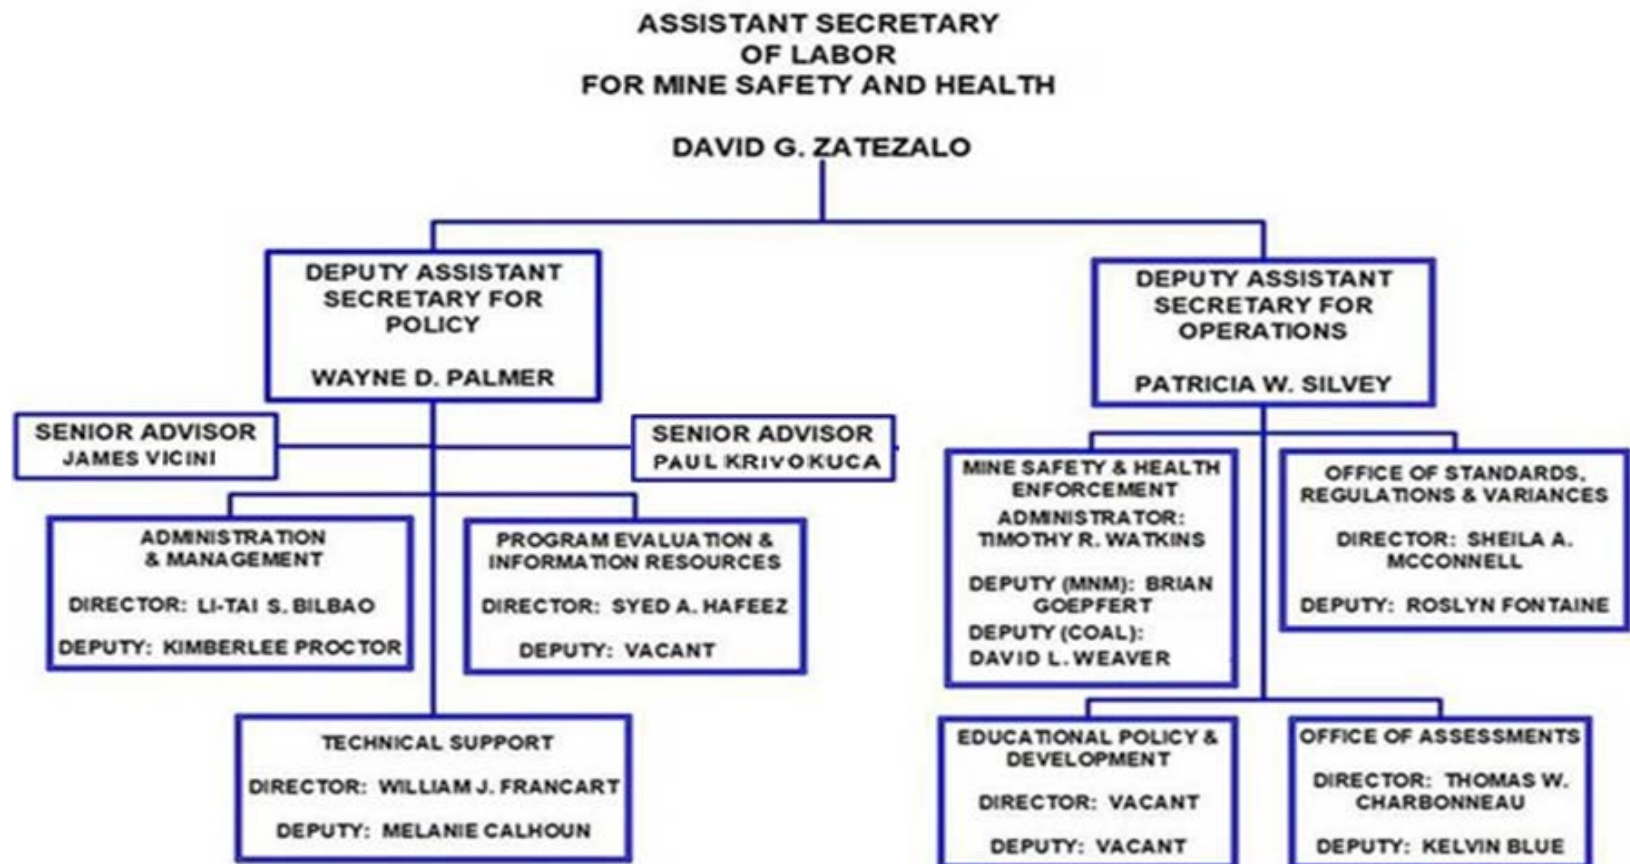 ASSISTANT SECRETARY
OF LABOR
FOR MINE SAFETY AND HEALTH
DAVID G. ZATEZALO
DEPUTY ASSISTANT
SECRETARY FOR
POLICY
WAYNE D. PALMER
DEPUTY ASSISTANT
SECRETARY FOR
OPERATIONS
PATRICIA W. SILVEY
SENIOR ADVISOR
JAMES VICINI
SENIOR ADVISOR
PAUL KRIVOKUCA
ADMINISTRATION
& MANAGEMENT
DIRECTOR: LI-TAI S. BILBAO
DEPUTY: KIMBERLEE PROCTOR
PROGRAM EVALUATION &
INFORMATION RESOURCES
DIRECTOR: SYED A. HAFEEZ
DEPUTY: VACANT
TECHNICAL SUPPORT
DIRECTOR: WILLIAM J. FRANCART
DEPUTY: MELANIE CALHOUN
MINE SAFETY & HEALTH
ENFORCEMENT
ADMINISTRATOR:
TIMOTHY R. WATKINS
DEPUTY (MNM): BRIAN
GOEPFERT
DEPUTY (COAL):
DAVID L. WEAVER
OFFICE OF STANDARDS,
REGULATIONS & VARIANCES
DIRECTOR: SHEILA A.
MCCONNELL
DEPUTY: ROSLYN FONTAINE
EDUCATIONAL POLICY &
DEVELOPMENT
DIRECTOR: VACANT
DEPUTY: VACANT
OFFICE OF ASSESSMENTS
DIRECTOR: THOMAS W.
CHARBONNEAU
DEPUTY: KELVIN BLUE